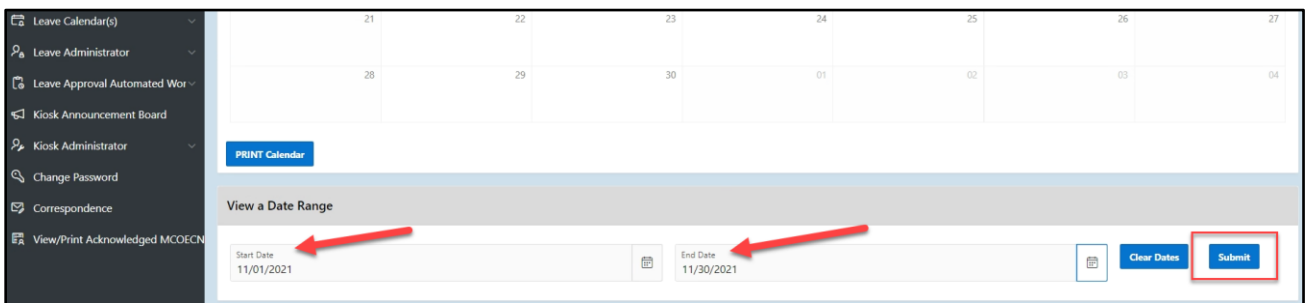 Leave Calendar(s)
21 22 23 24 25 26 27
Leave Administrator
Leave Approval Automated Wor
28 29 30 01 02 03 04
Kiosk Announcement Board
Kiosk Administrator
PRINT Calendar
Change Password
Correspondence
View a Date Range
View/Print Acknowledged MCOECN
Start Date
End Date
11/01/2021
11/30/2021
Clear Dates
Submit